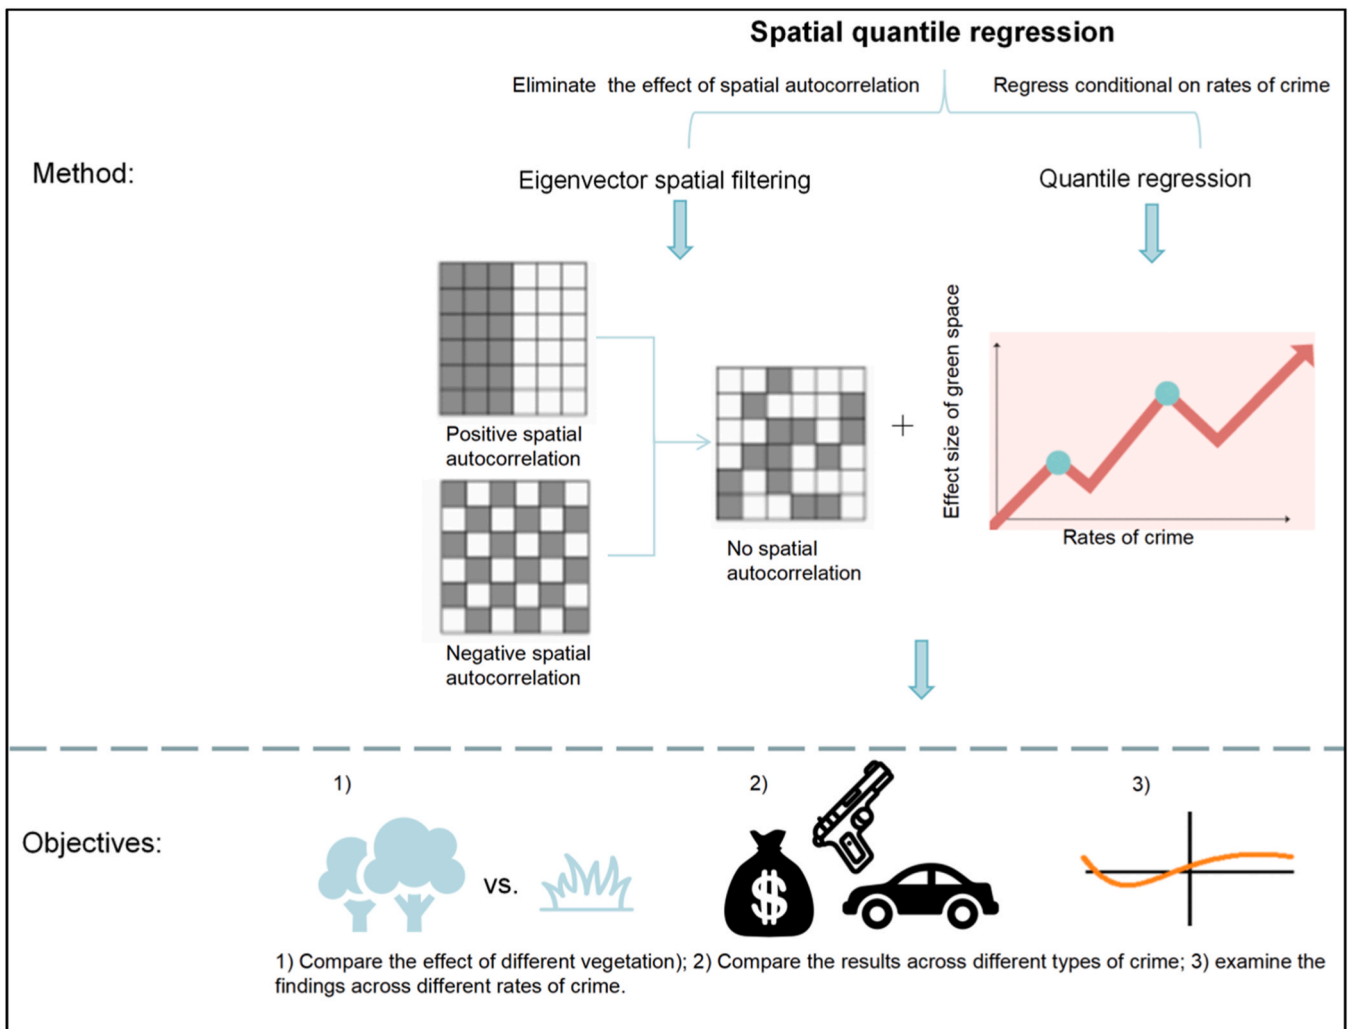 Spatial quantile regression
Eliminate the effect of spatial autocorrelation
Regress conditional on rates of crime
Method:
Eigenvector spatial filtering
Quantile regression
Positive spatial
autocorrelation
Negative spatial
autocorrelation
No spatial
autocorrelation
+
Effect size of green space
Rates of crime
Objectives:
1)
vs.
2)
$
3)
1) Compare the effect of different vegetation); 2) Compare the results across different types of crime; 3) examine the
findings across different rates of crime.